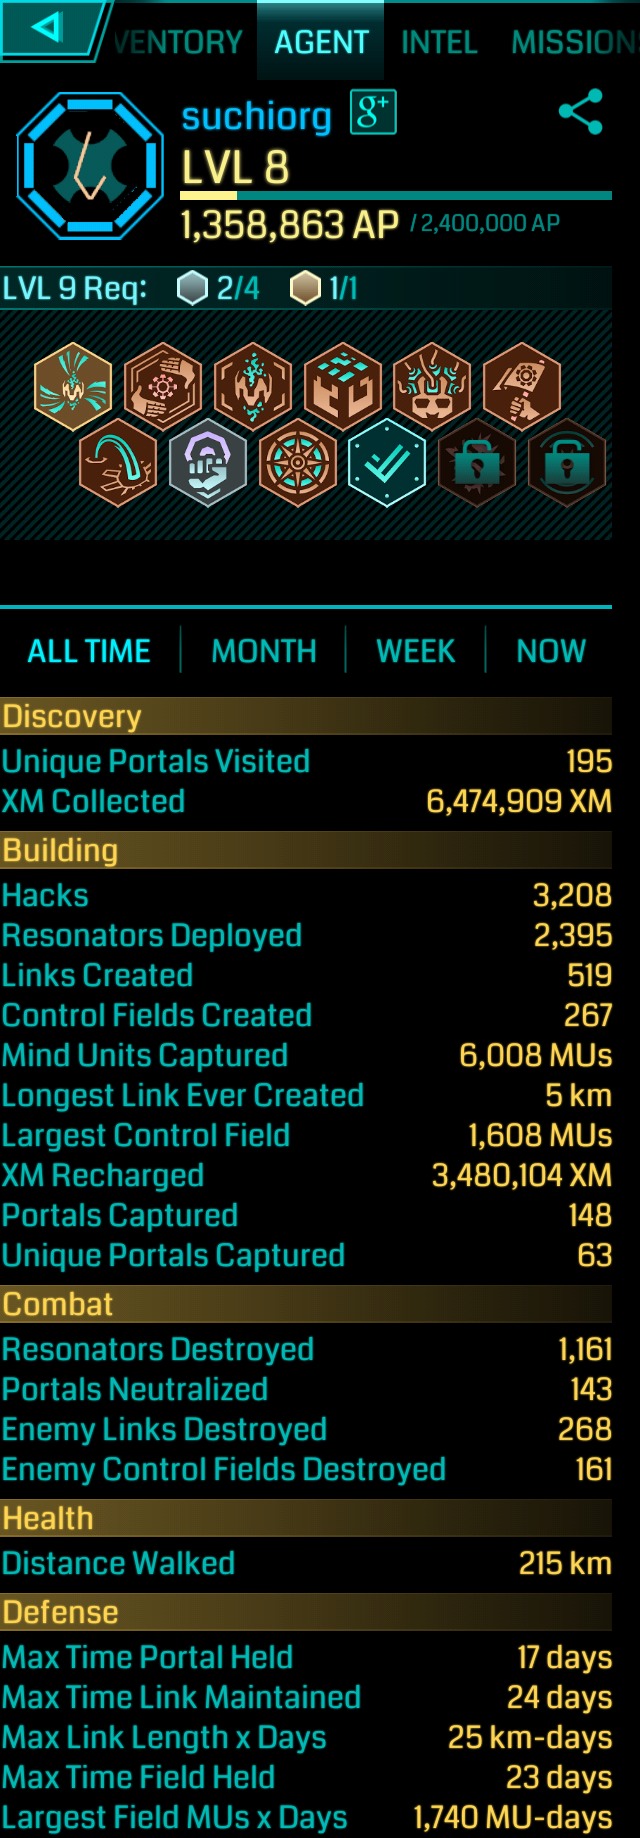 VENTORY AGENT INTEL MISSION
suchiorg g+
LVL 8
1,358,863 AP / 2,400,000 AP
LVL 9 Req: 2/4 1/1
ALL TIME MONTH WEEK NOW
Discovery
Unique Portals Visited 195
XM Collected 6,474,909 XM
Building
Hacks 3,208
Resonators Deployed 2,395
Links Created 519
Control Fields Created 267
Mind Units Captured 6,008 MUs
Longest Link Ever Created 5 km
Largest Control Field 1,608 MUs
XM Recharged 3,480,104 XM
Portals Captured 148
Unique Portals Captured 63
Combat
Resonators Destroyed 1,161
Portals Neutralized 143
Enemy Links Destroyed 268
Enemy Control Fields Destroyed 161
Health
Distance Walked 215 km
Defense
Max Time Portal Held 17 days
Max Time Link Maintained 24 days
Max Link Length x Days 25 km-days
Max Time Field Held 23 days
Largest Field MUs x Days 1,740 MU-days